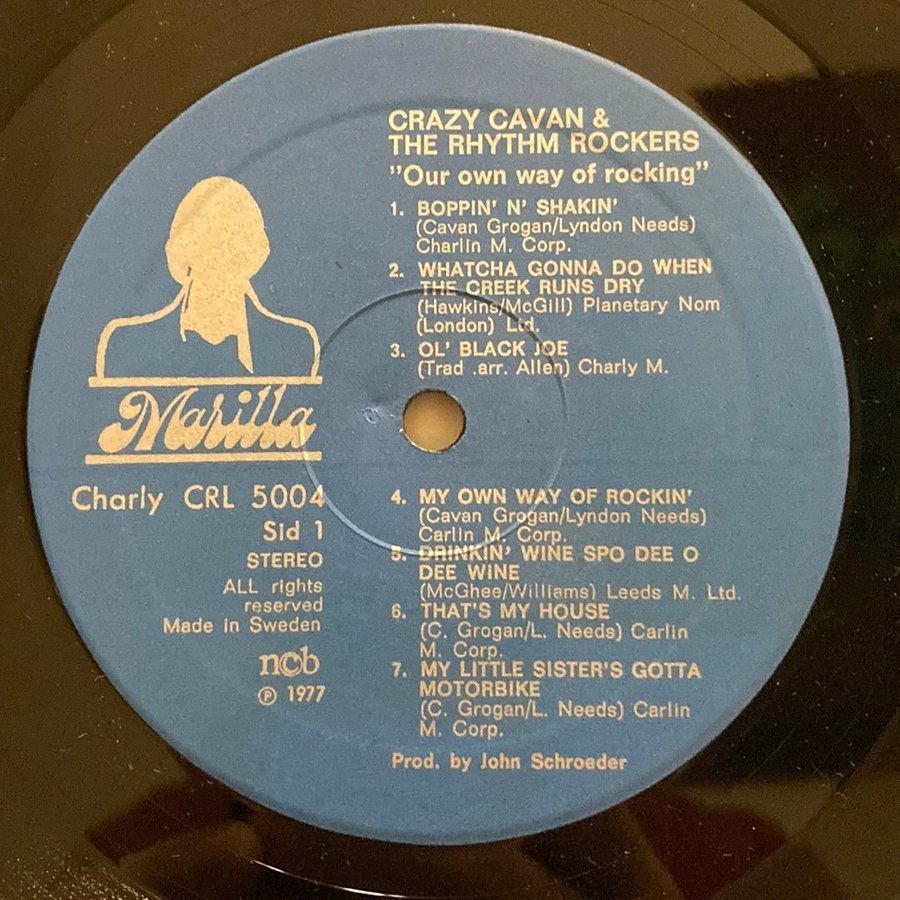 CRAZY CAVAN &
THE RHYTHM ROCKERS
"Our own way of rocking"
1. BOPPIN' N' SHAKIN'
(Cavan Grogan/Lyndon Needs)
Charlin M. Corp.
2. WHATCHA GONNA DO WHEN
THE CREEK RUNS DRY
(Hawkins/McGill) Planetary Nom
(London) Ltd.
3. OL' BLACK JOE
(Trad .arr. Allen) Charly M.
Marilla
Charly CRL 5004
Sid 1
STEREO
ALL rights
reserved
Made in Sweden
ncb
℗ 1977
4. MY OWN WAY OF ROCKIN'
(Cavan Grogan/Lyndon Needs)
Carlin M. Corp.
5. DRINKIN' WINE SPO DEE O
DEE WINE
(McGhee/Williams) Leeds M. Ltd.
6. THAT'S MY HOUSE
(C. Grogan/L. Needs) Carlin
M. Corp.
7. MY LITTLE SISTER'S GOTTA
MOTORBIKE
(C. Grogan/L. Needs) Carlin
M. Corp.
Prod. by John Schroeder